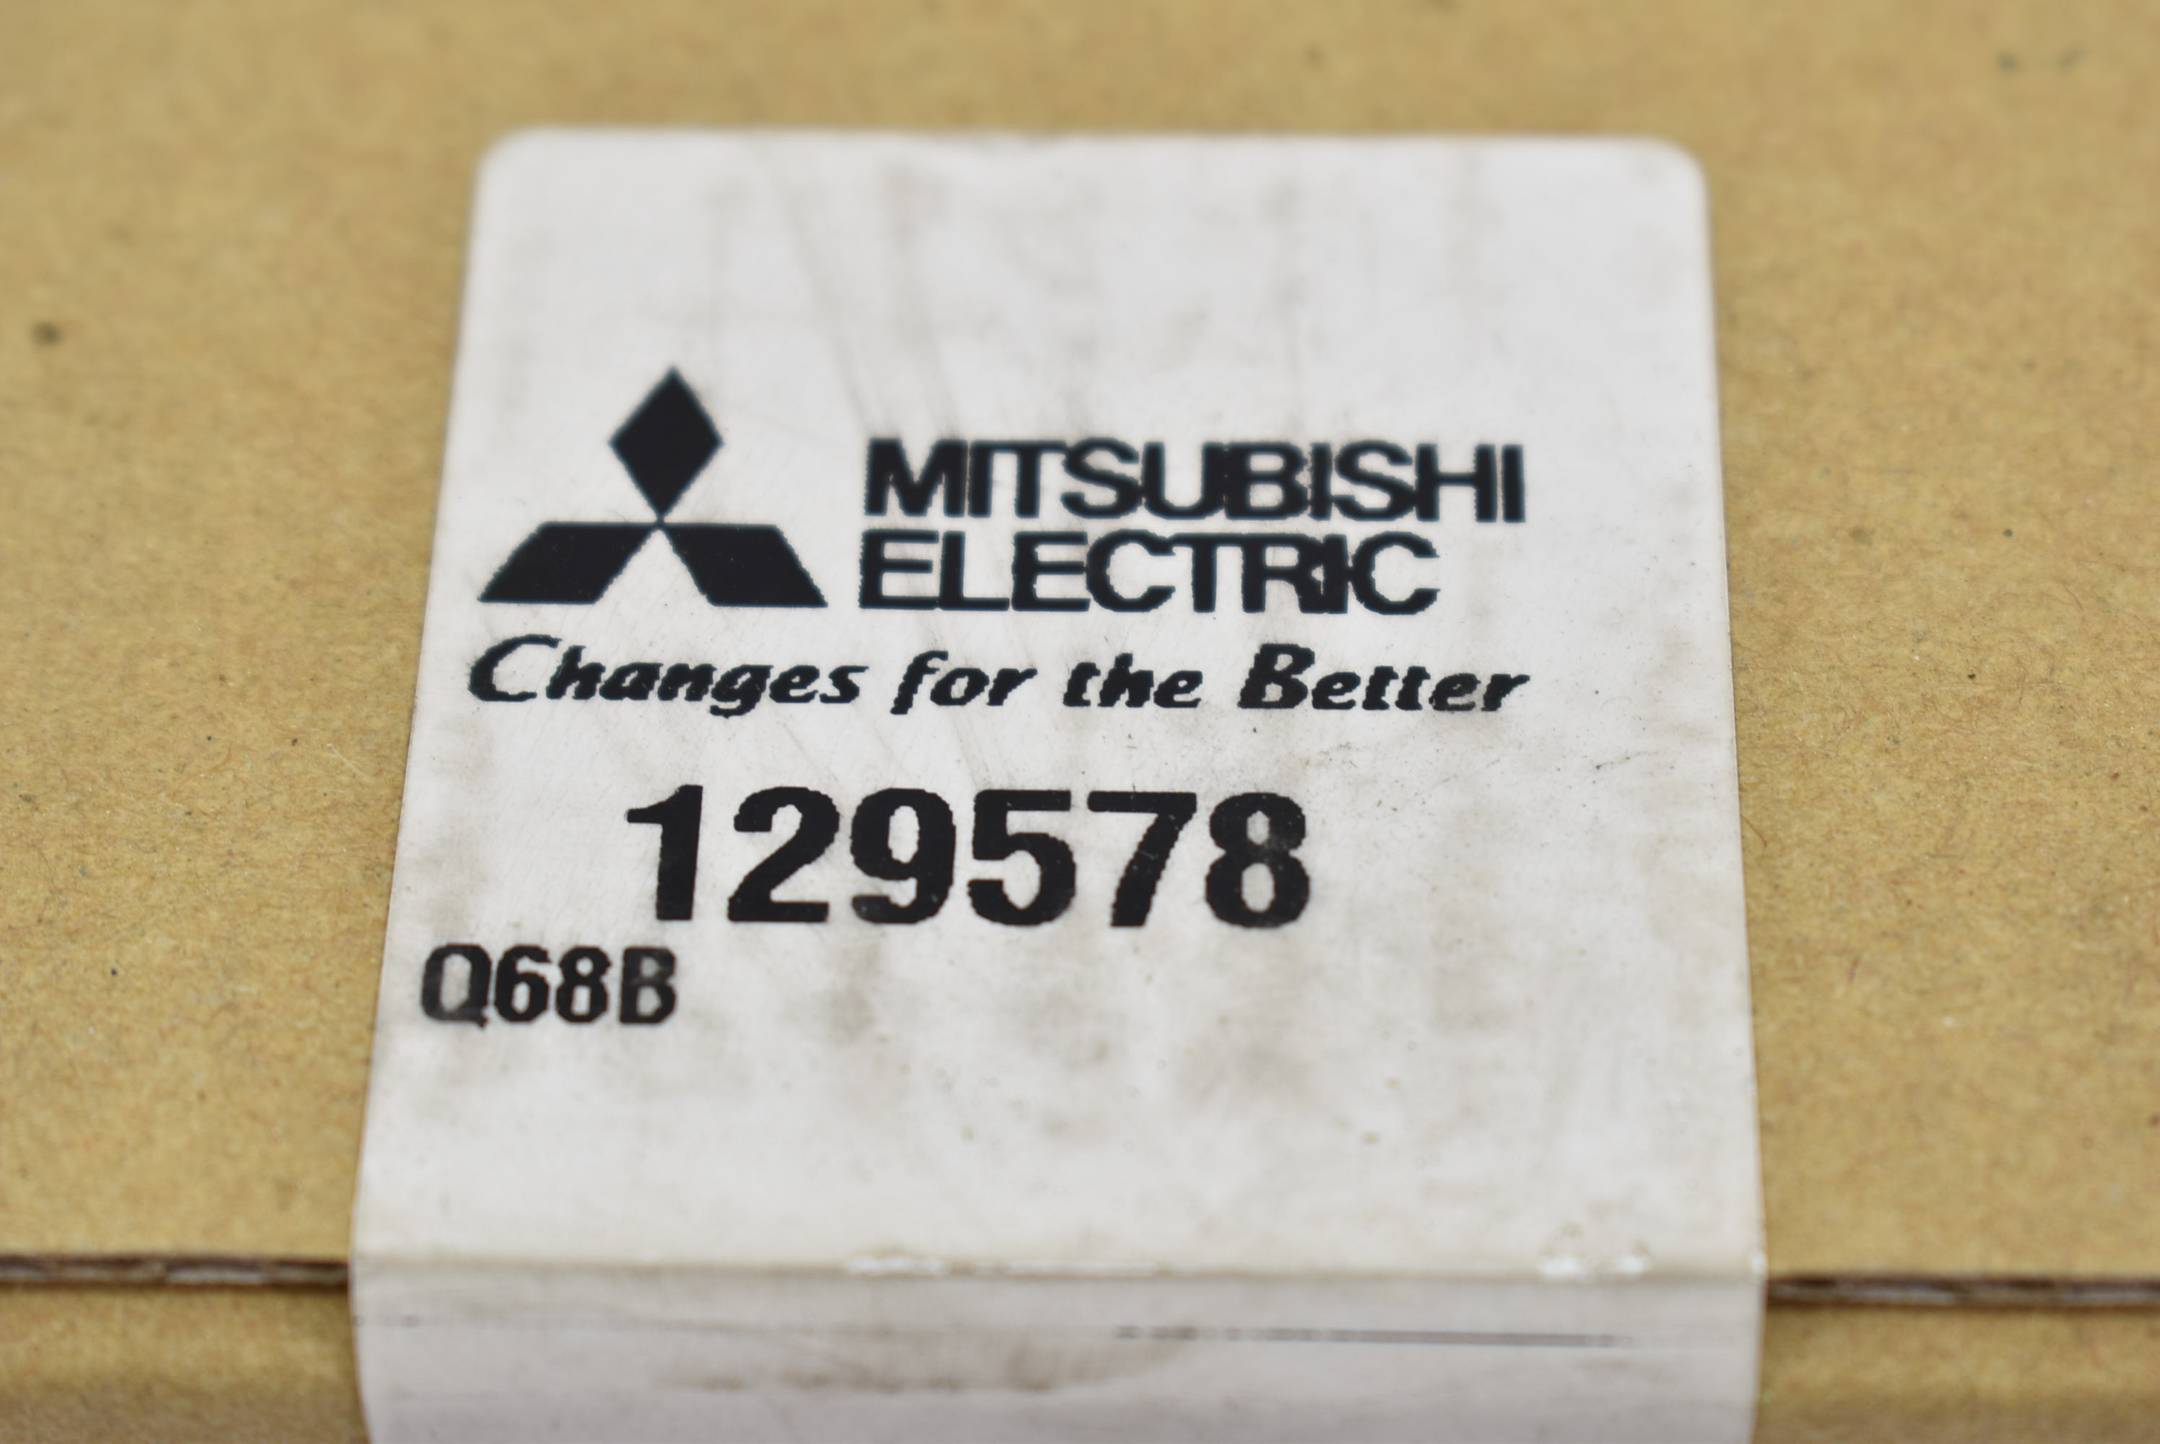 MITSUBISHI
ELECTRIC
Changes for the Better
129578
Q68B